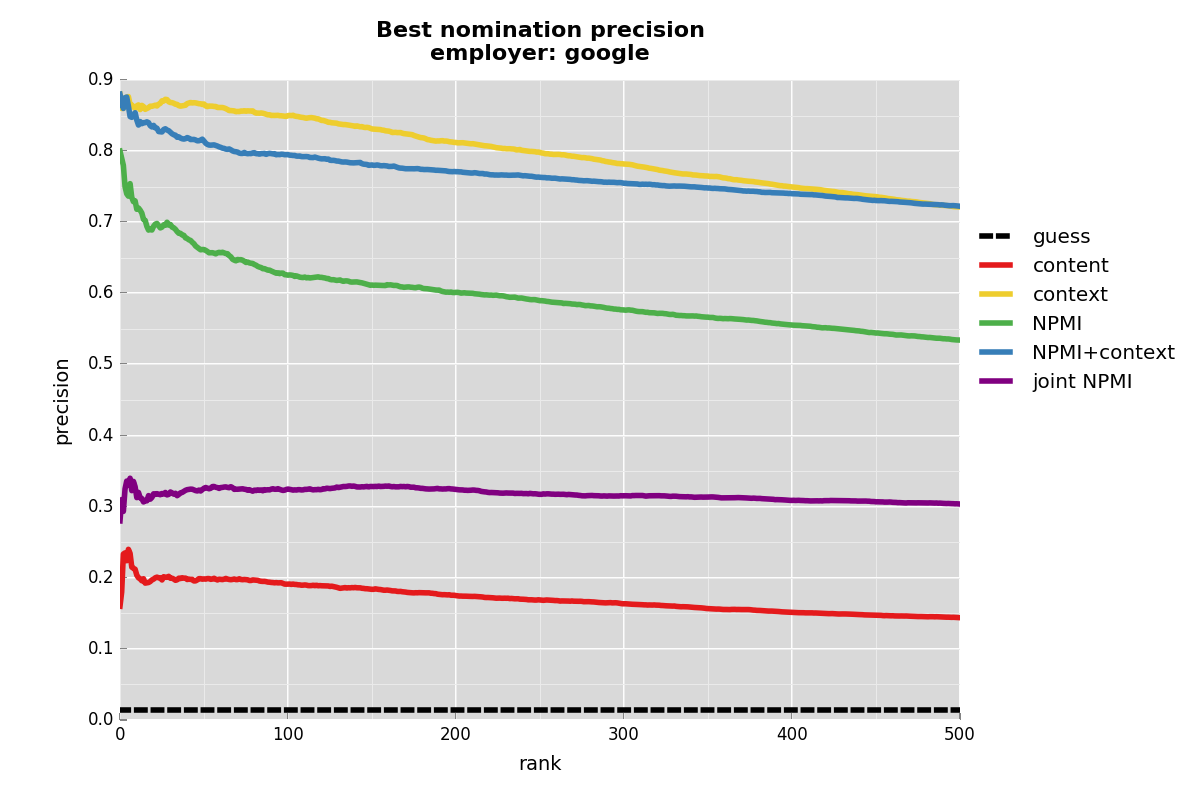 Best nomination precision
employer: google
precision
0.9
0.8
0.7
0.6
0.5
0.4
0.3
0.2
0.1
0.0
0 100 200 300 400 500
rank
guess
content
context
NPMI
NPMI+context
joint NPMI